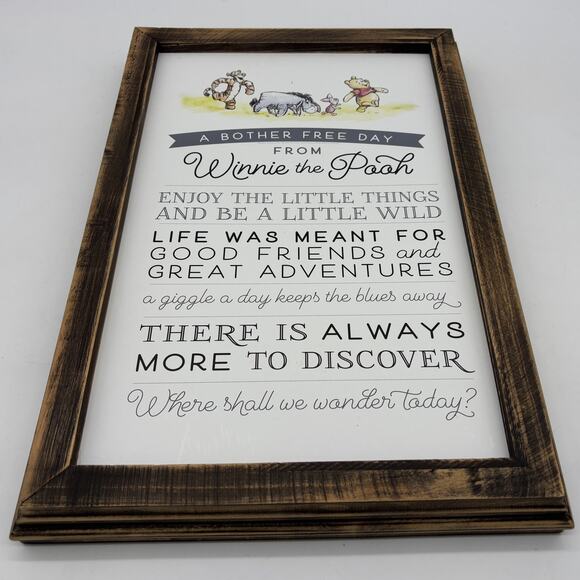 A BOTHER FREE DAY
FROM
Winnie the Pooh
ENJOY THE LITTLE THINGS
AND BE A LITTLE WILD
LIFE WAS MEANT FOR
GOOD FRIENDS and
GREAT ADVENTURES
a giggle a day keeps the blues away
THERE IS ALWAYS
MORE TO DISCOVER
Where shall we wonder today?